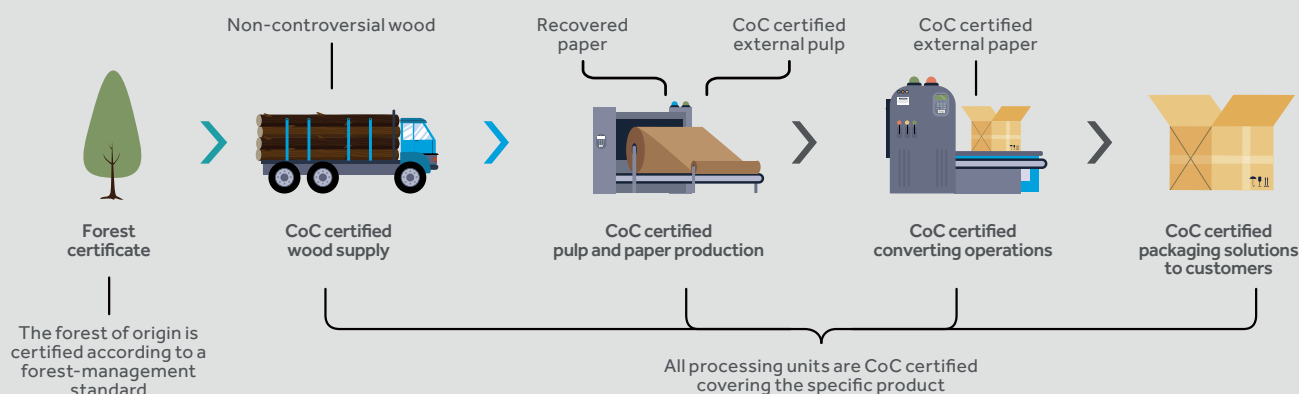 Non-controversial wood
Recovered
paper
CoC certified
external pulp
CoC certified
external paper
Forest
certificate
CoC certified
wood supply
CoC certified
pulp and paper production
CoC certified
converting operations
CoC certified
packaging solutions
to customers
The forest of origin is
certified according to a
forest-management
standard
All processing units are CoC certified
covering the specific product